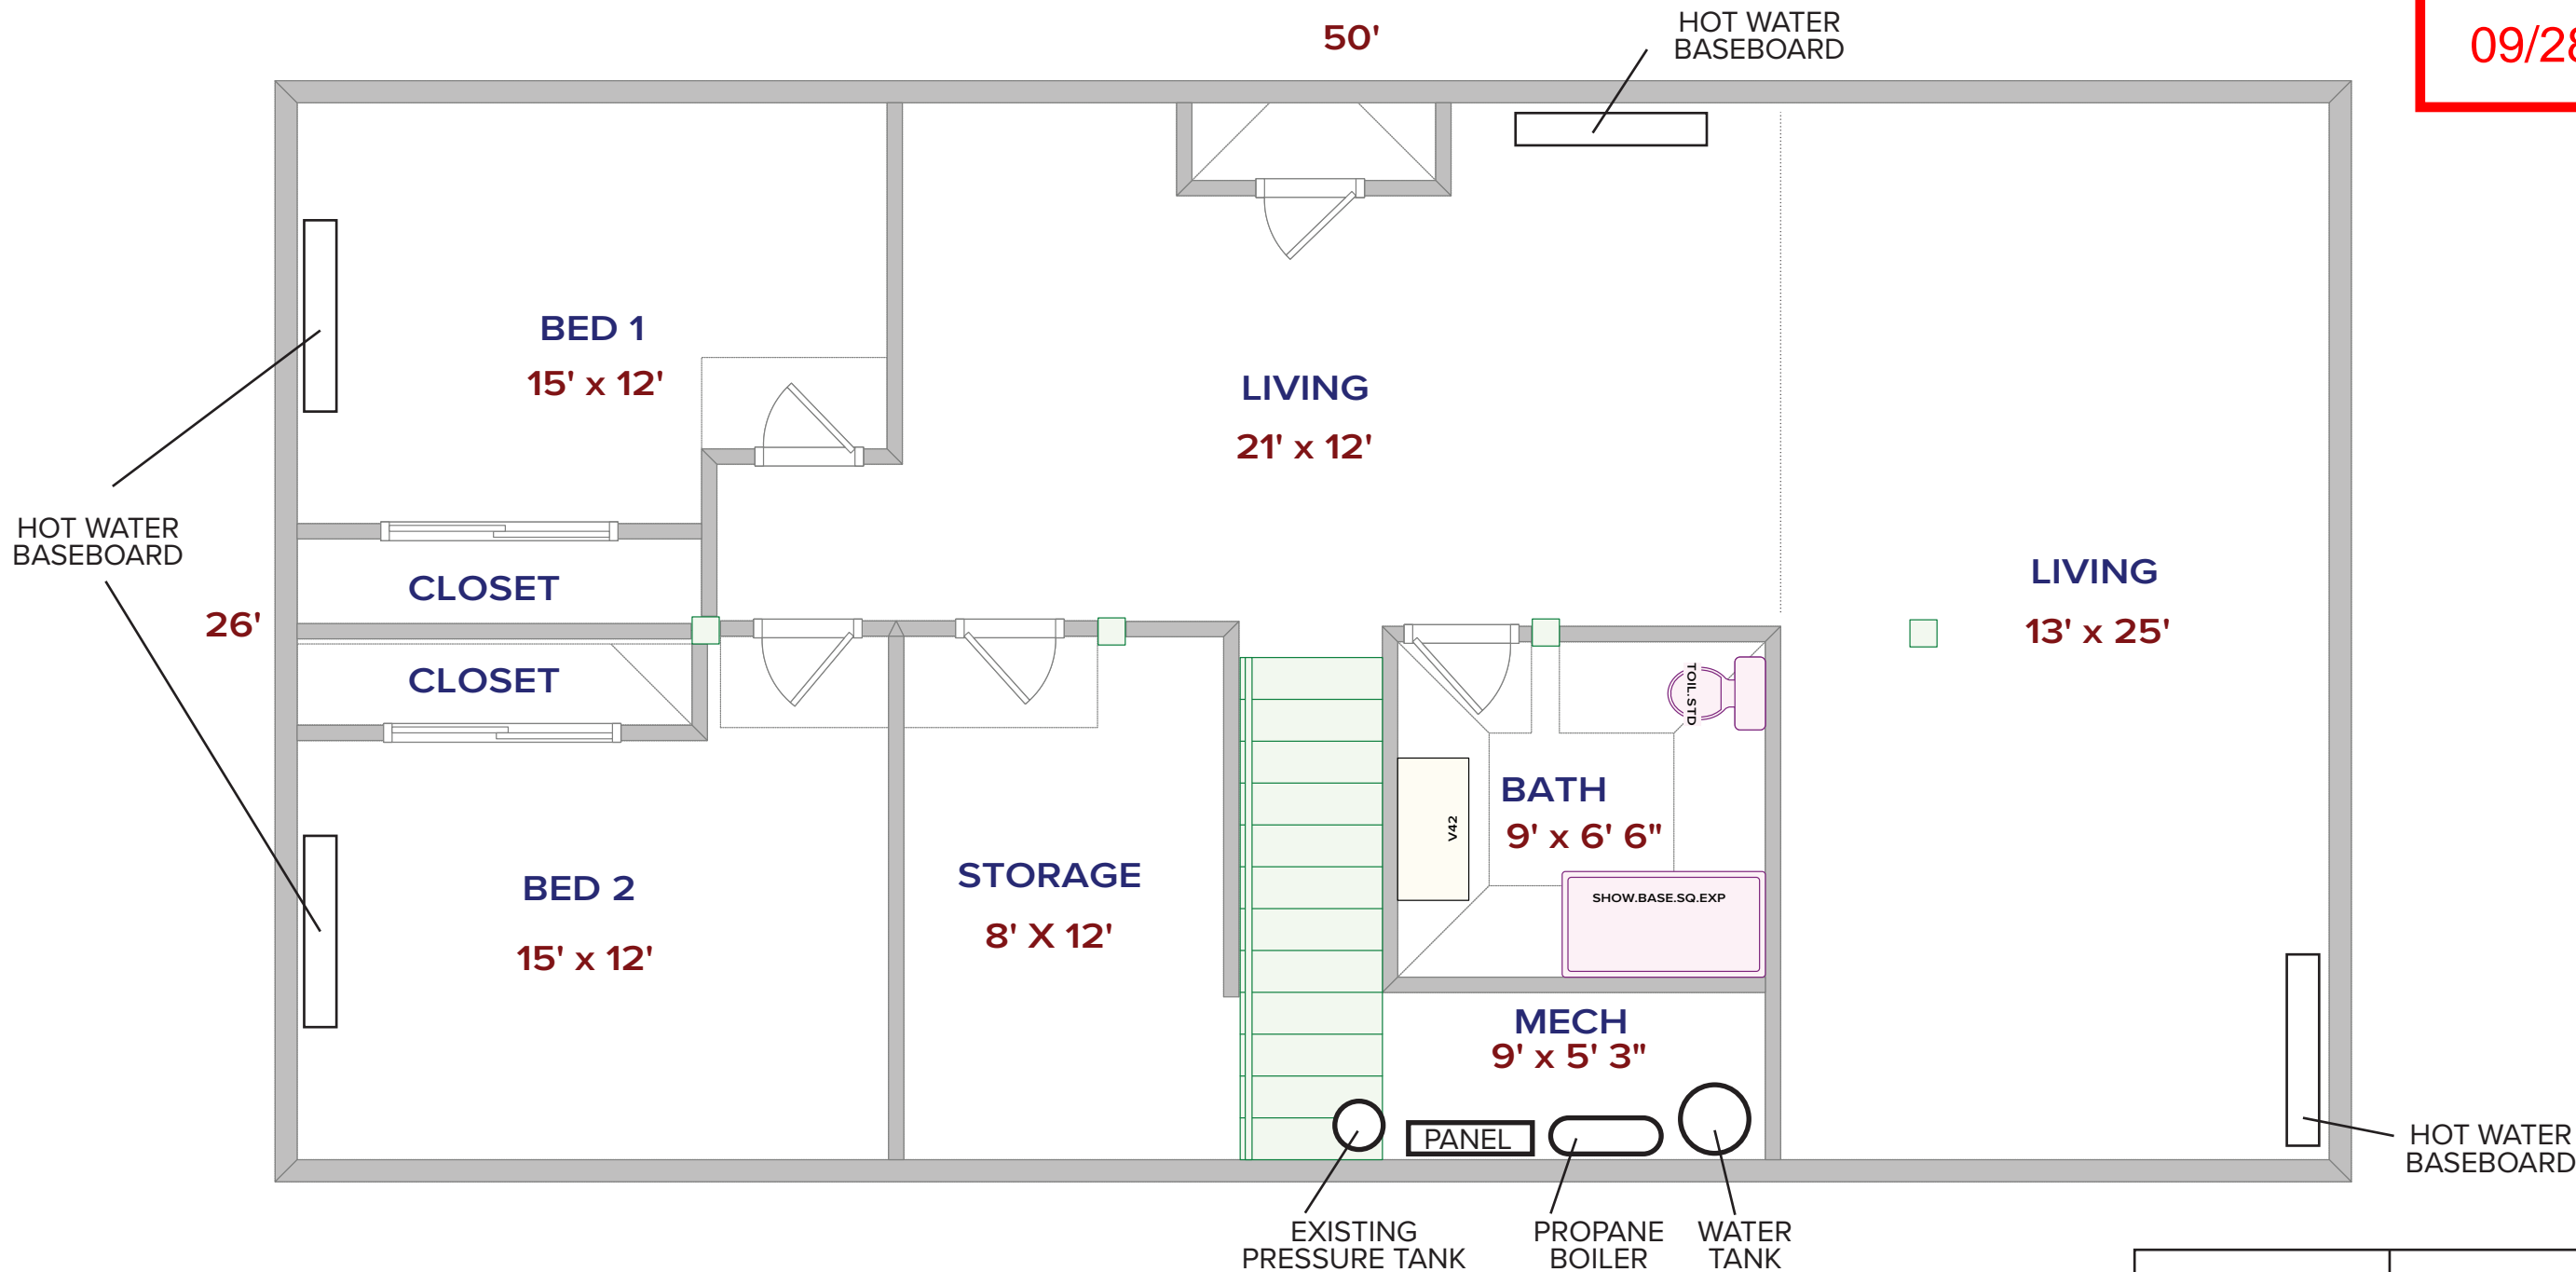 50'
HOT WATER
BASEBOARD
09/28
BED 1
15' x 12'
LIVING
21' x 12'
HOT WATER
BASEBOARD
CLOSET
26'
CLOSET
LIVING
13' x 25'
TOIL.STD
BATH
9' x 6' 6"
V42
SHOW.BASE.SQ.EXP
BED 2
15' x 12'
STORAGE
8' X 12'
MECH
9' x 5' 3"
PANEL
HOT WATER
BASEBOARD
EXISTING
PRESSURE TANK
PROPANE
BOILER
WATER
TANK